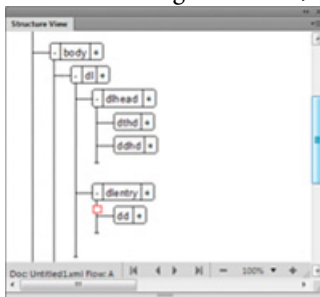 Structure View
- body +
- dl +
- dlhead +
dthd +
ddhd +
- dlentry +
dd +
Doc: Untitled1.xml Flow: A 100%